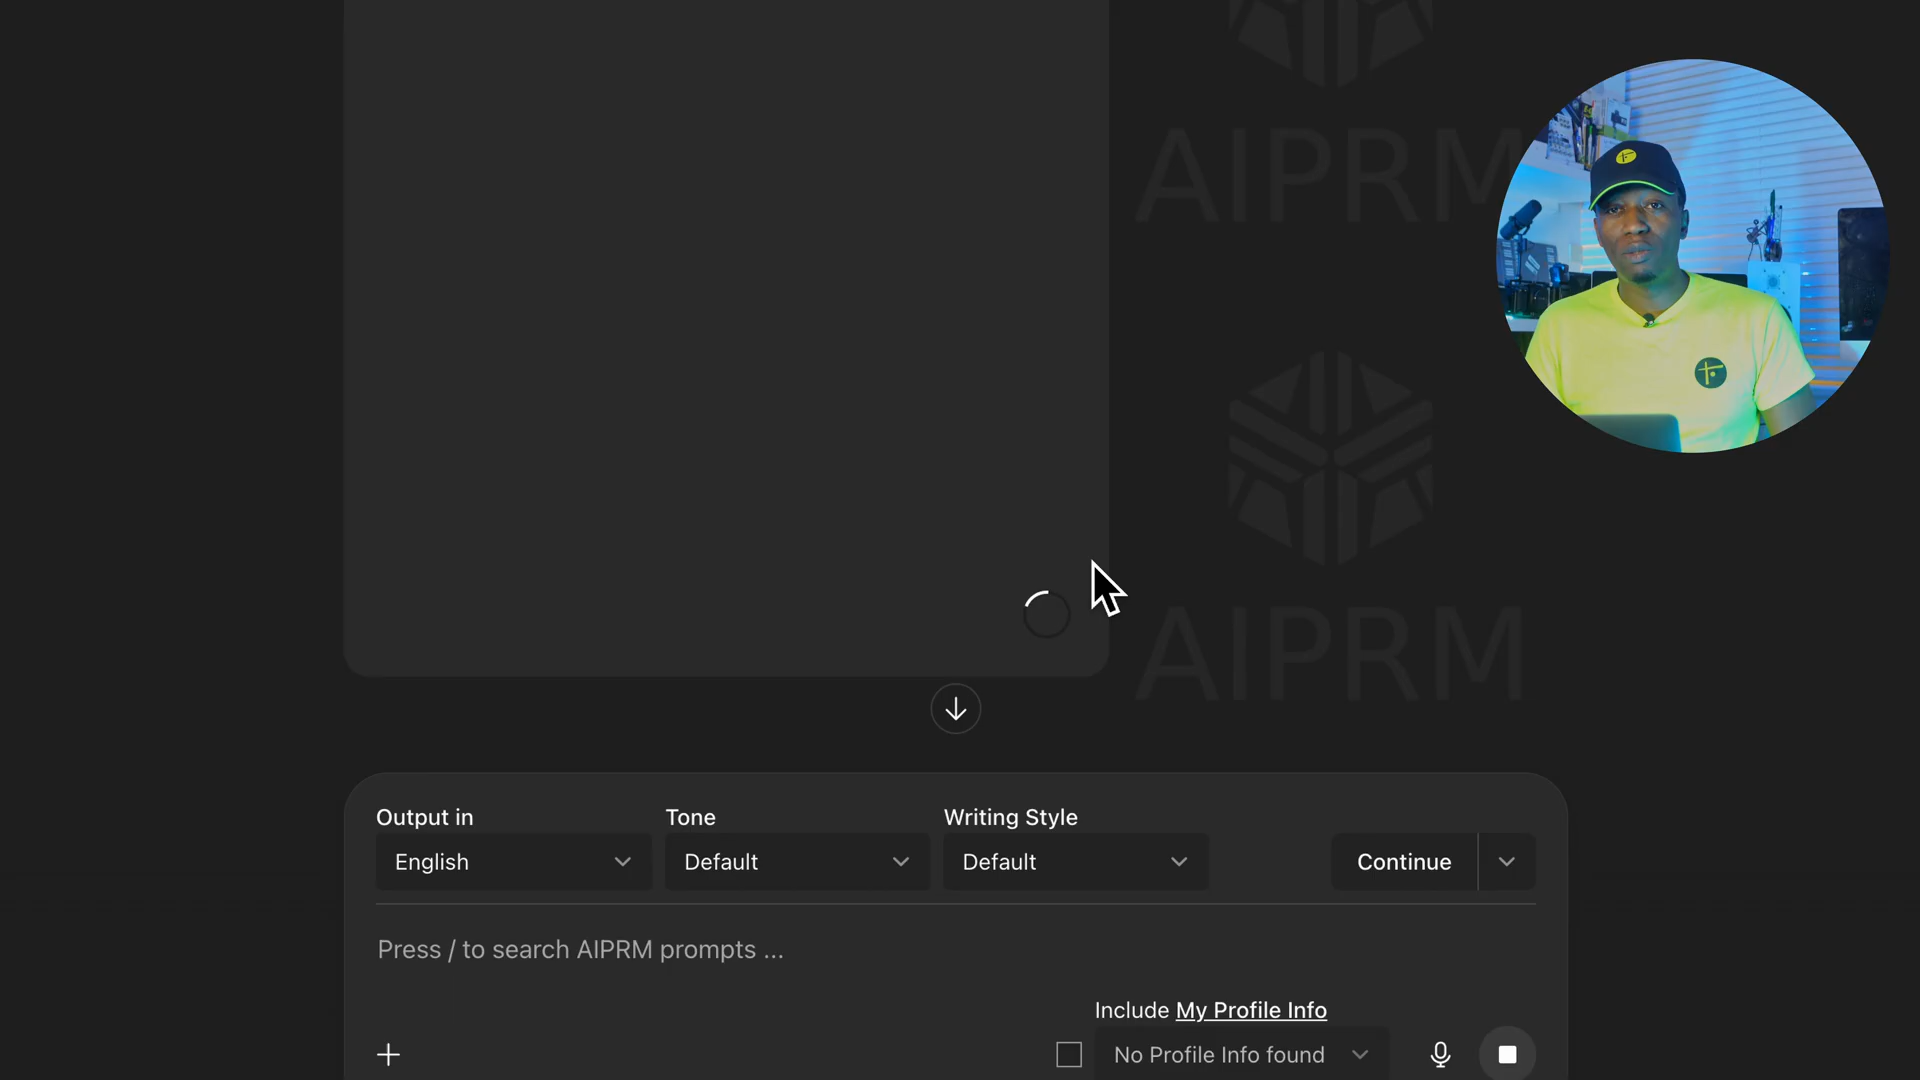 AIPRM
AIPRM
Output in
Tone
Writing Style
English
Default
Default
Continue
Press / to search AIPRM prompts ...
Include My Profile Info
No Profile Info found